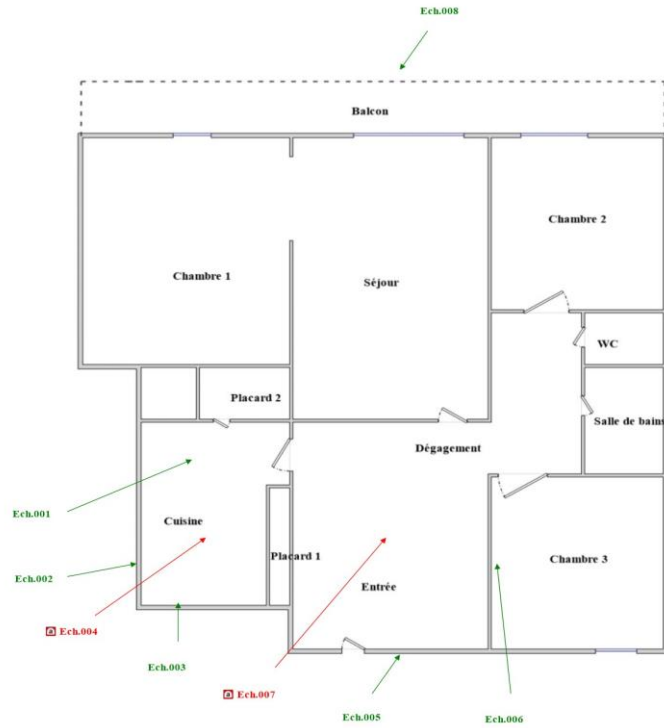 Ech.008
Balcon
Chambre 2
Chambre 1
Séjour
WC
Placard 2
Salle de bains
Dégagement
Ech.001
Cuisine
Placard 1
Chambre 3
Ech.002
Entrée
a Ech.004
Ech.003
a Ech.007
Ech.005
Ech.006